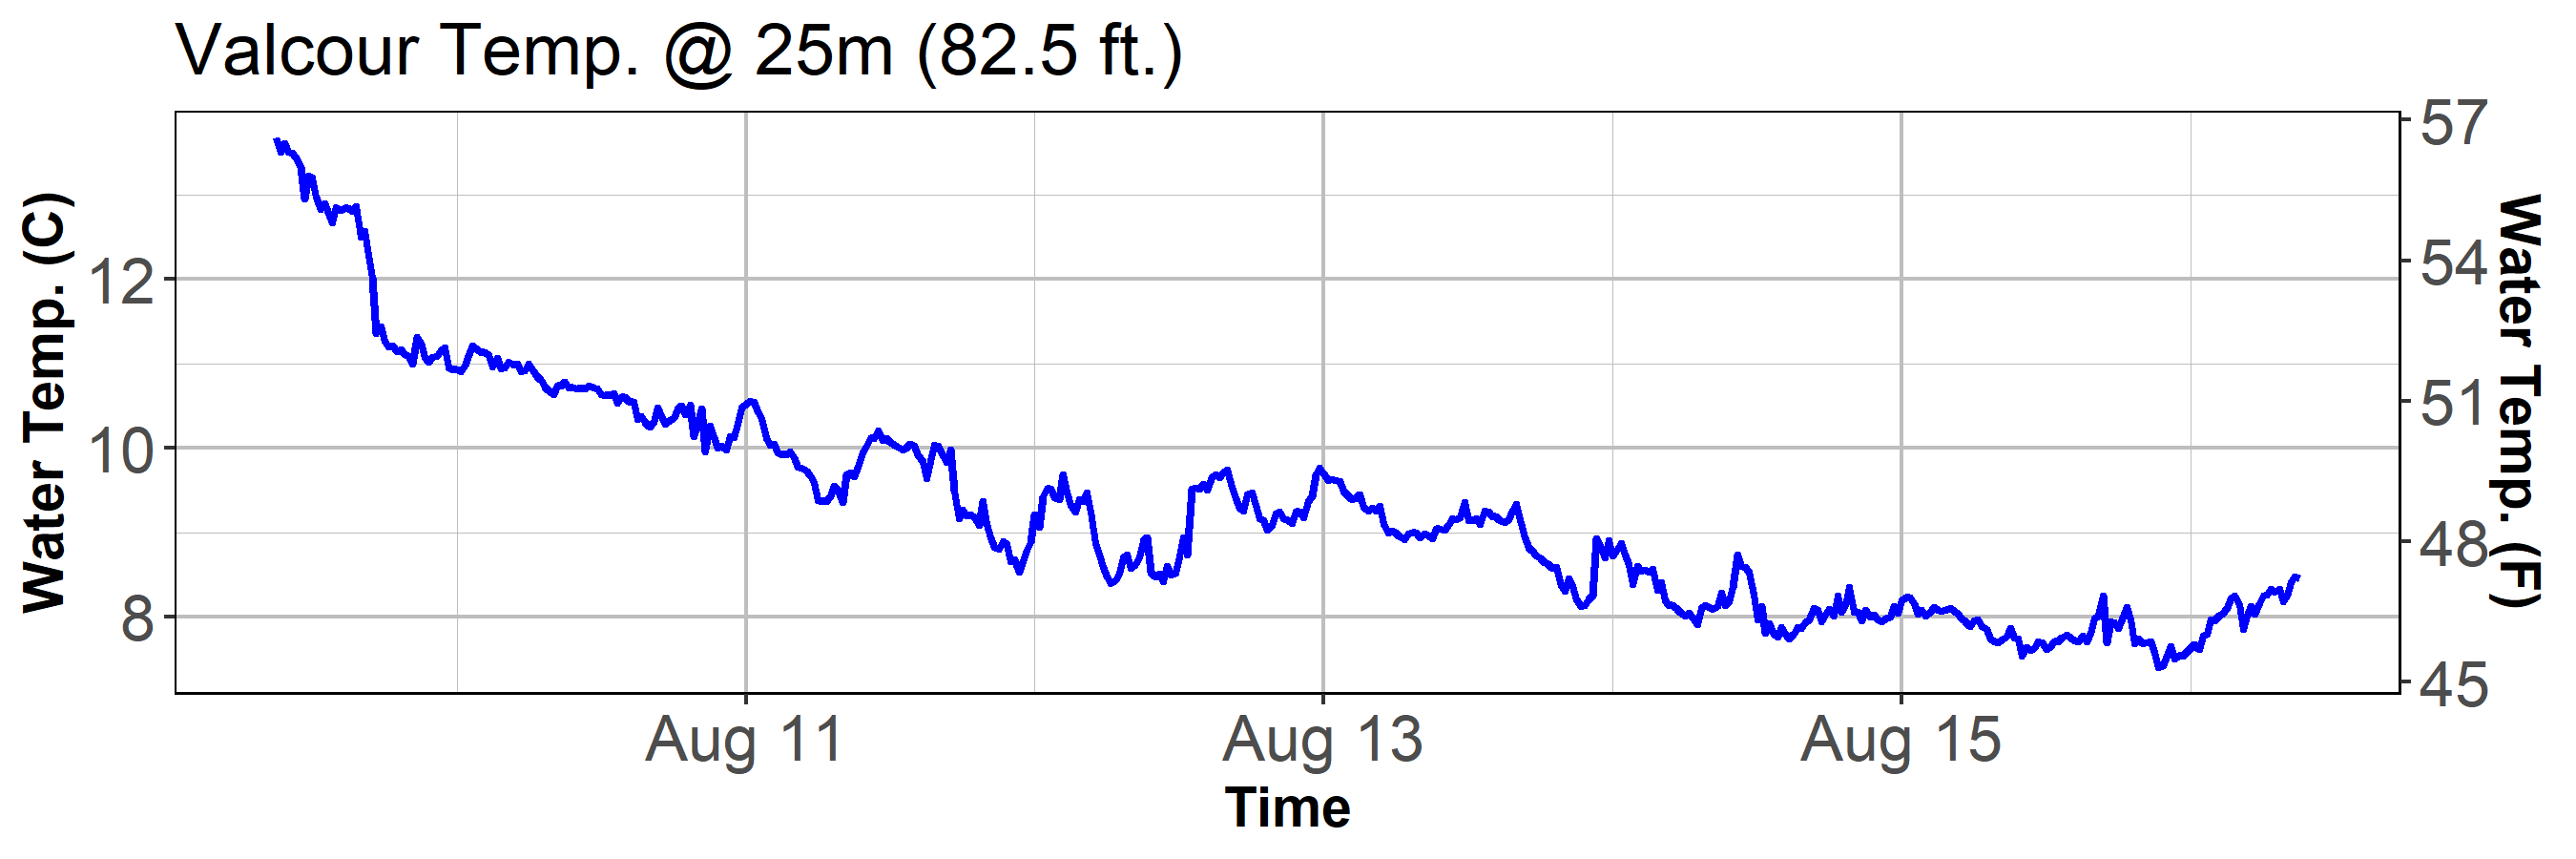 Valcour Temp. @ 25m (82.5 ft.)
Water Temp. (C)
12
10
8
57
54
51
48
45
Water Temp. (F)
Aug 11 Aug 13 Aug 15
Time